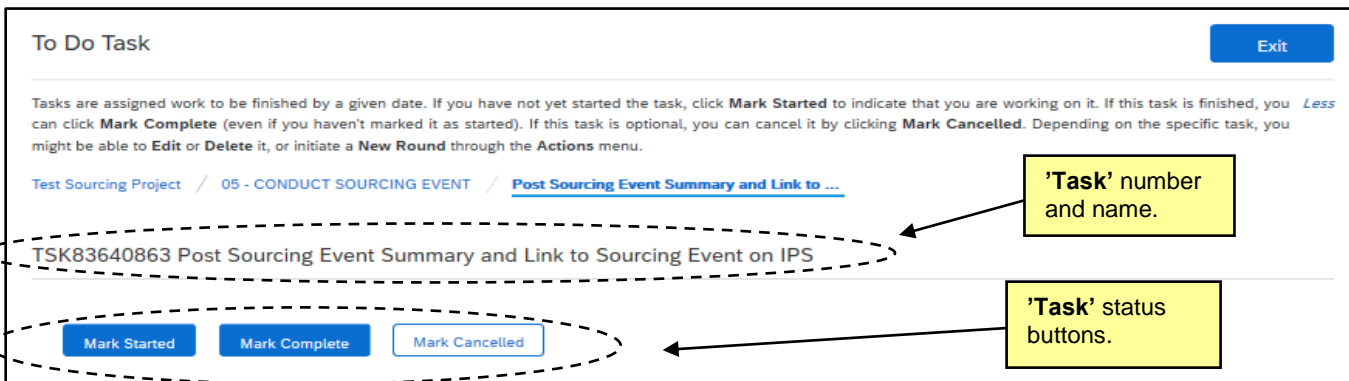 To Do Task
Exit
Tasks are assigned work to be finished by a given date. If you have not yet started the task, click Mark Started to indicate that you are working on it. If this task is finished, you Less
can click Mark Complete (even if you haven't marked it as started). If this task is optional, you can cancel it by clicking Mark Cancelled. Depending on the specific task, you
might be able to Edit or Delete it, or initiate a New Round through the Actions menu.
Test Sourcing Project / 05 - CONDUCT SOURCING EVENT / Post Sourcing Event Summary and Link to ...
’Task’ number
and name.
TSK83640863 Post Sourcing Event Summary and Link to Sourcing Event on IPS
’Task’ status
buttons.
Mark Started Mark Complete Mark Cancelled